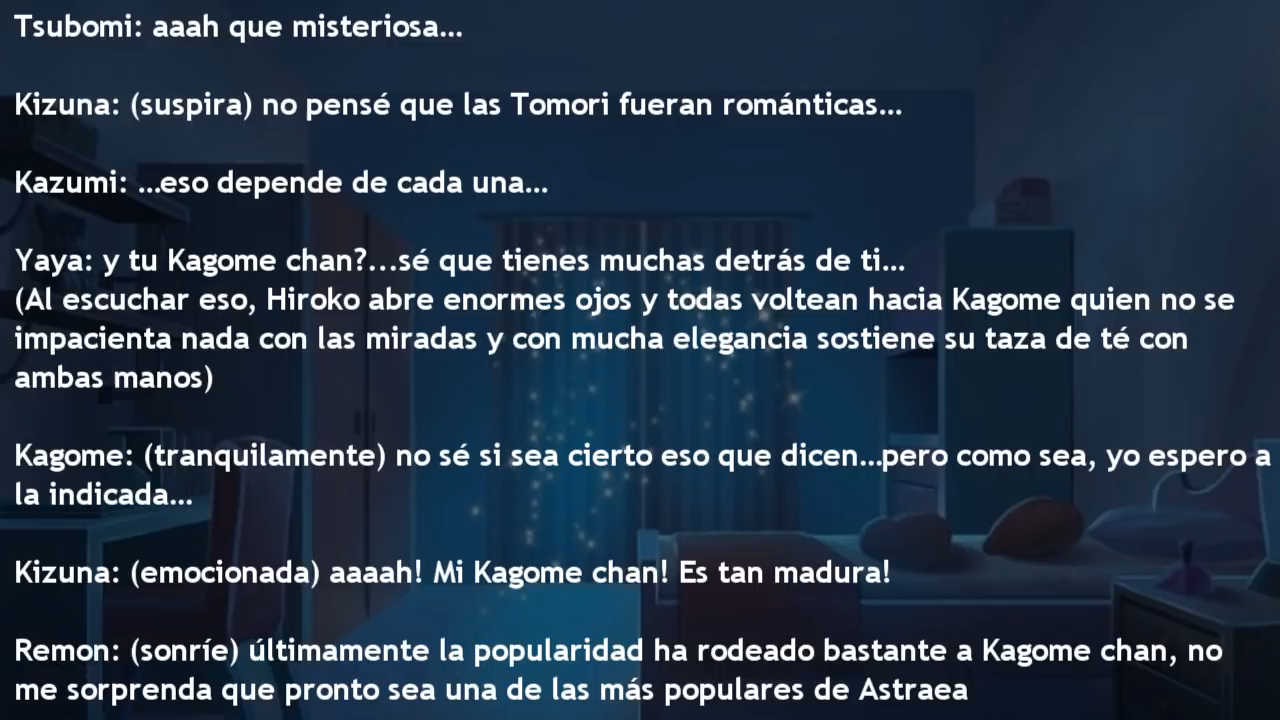 Tsubomi: aaah que misteriosa...
Kizuna: (suspira) no pensé que las Tomori fueran románticas...
Kazumi: ...eso depende de cada una...
Yaya: y tu Kagome chan?...sé que tienes muchas detrás de ti...
(Al escuchar eso, Hiroko abre enormes ojos y todas voltean hacia Kagome quien no se
impacienta nada con las miradas y con mucha elegancia sostiene su taza de té con
ambas manos)
Kagome: (tranquilamente) no sé si sea cierto eso que dicen...pero como sea, yo espero a
la indicada...
Kizuna: (emocionada) aaaah! Mi Kagome chan! Es tan madura!
Remon: (sonríe) últimamente la popularidad ha rodeado bastante a Kagome chan, no
me sorprenda que pronto sea una de las más populares de Astraea